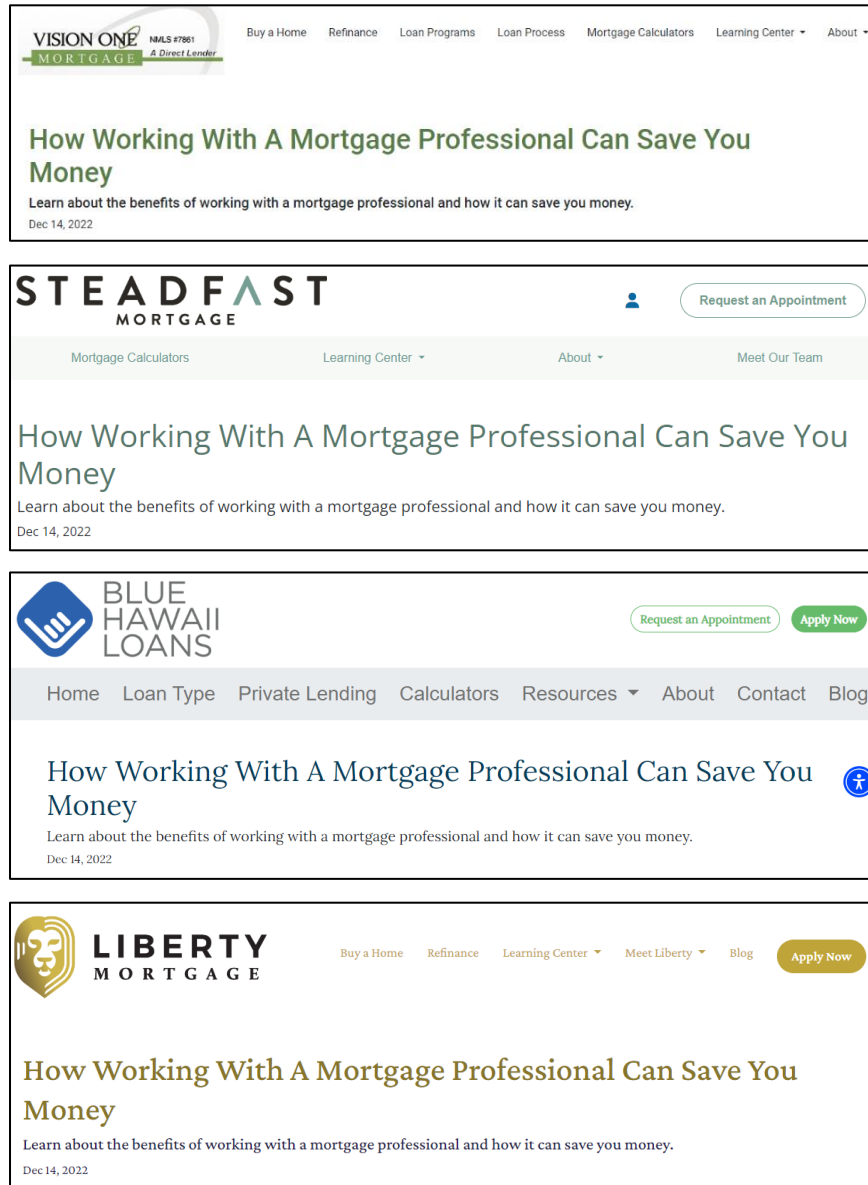 VISION ONE NMLS #7861
MORTGAGE A Direct Lender
Buy a Home Refinance Loan Programs Loan Process Mortgage Calculators Learning Center About
How Working With A Mortgage Professional Can Save You
Money
Learn about the benefits of working with a mortgage professional and how it can save you money.
Dec 14, 2022
STEADFAST
MORTGAGE
Request an Appointment
Mortgage Calculators Learning Center About Meet Our Team
How Working With A Mortgage Professional Can Save You
Money
Learn about the benefits of working with a mortgage professional and how it can save you money.
Dec 14, 2022
BLUE
HAWAII
LOANS
Request an Appointment Apply Now
Home Loan Type Private Lending Calculators Resources About Contact Blog
How Working With A Mortgage Professional Can Save You
Money
Learn about the benefits of working with a mortgage professional and how it can save you money.
Dec 14, 2022
LIBERTY
MORTGAGE
Buy a Home Refinance Learning Center Meet Liberty Blog Apply Now
How Working With A Mortgage Professional Can Save You
Money
Learn about the benefits of working with a mortgage professional and how it can save you money.
Dec 14, 2022